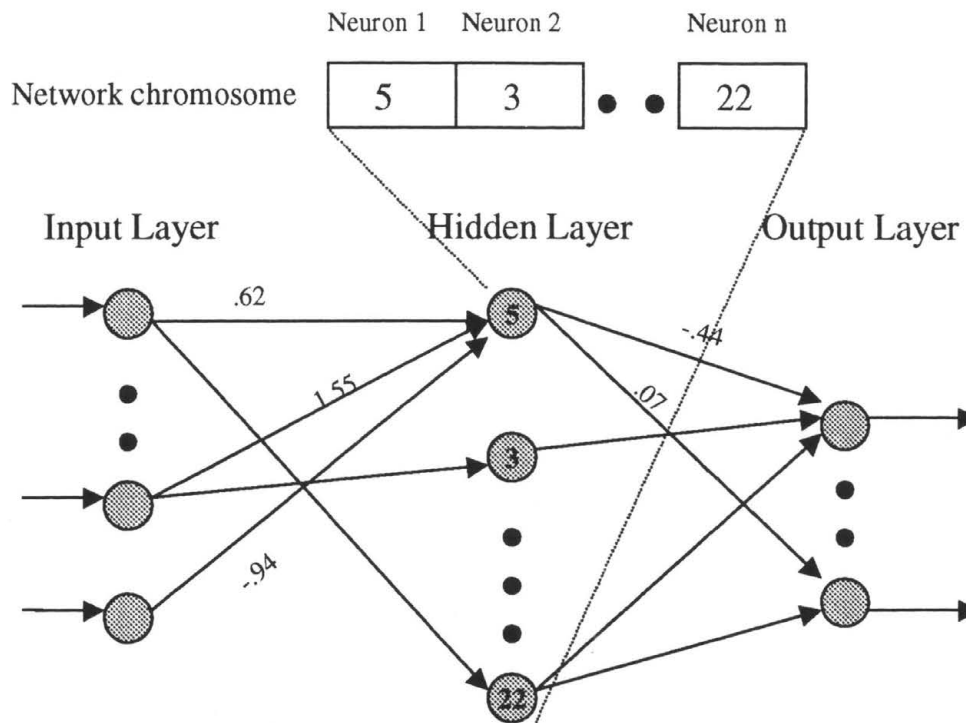 Neuron 1 Neuron 2 Neuron n
Network chromosome 5 3 22
Input Layer Hidden Layer Output Layer
.62
5
-.44
1.55
.07
3
-.94
22